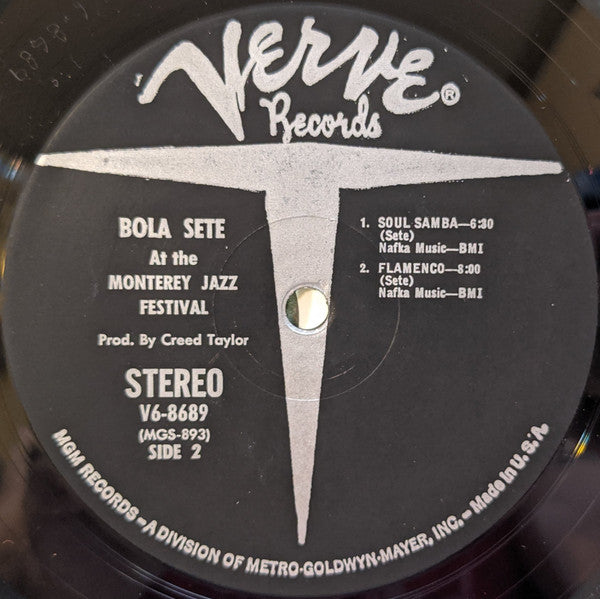 Verve®
Records
BOLA SETE
At the
MONTEREY JAZZ
FESTIVAL
Prod. By Creed Taylor
STEREO
V6-8689
(MGS-893)
SIDE 2
1. SOUL SAMBA—6:30
(Sete)
Nafka Music—BMI
2. FLAMENCO—8:00
(Sete)
Nafka Music—BMI
MGM RECORDS – A DIVISION OF METRO-GOLDWYN-MAYER, INC. – Made in U.S.A.